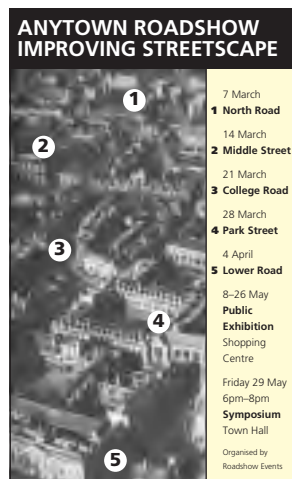 ANYTOWN ROADSHOW
IMPROVING STREETSCAPE
1
2
3
4
5
7 March
1 North Road
14 March
2 Middle Street
21 March
3 College Road
28 March
4 Park Street
4 April
5 Lower Road
8–26 May
Public
Exhibition
Shopping
Centre
Friday 29 May
6pm–8pm
Symposium
Town Hall
Organised by
Roadshow Events